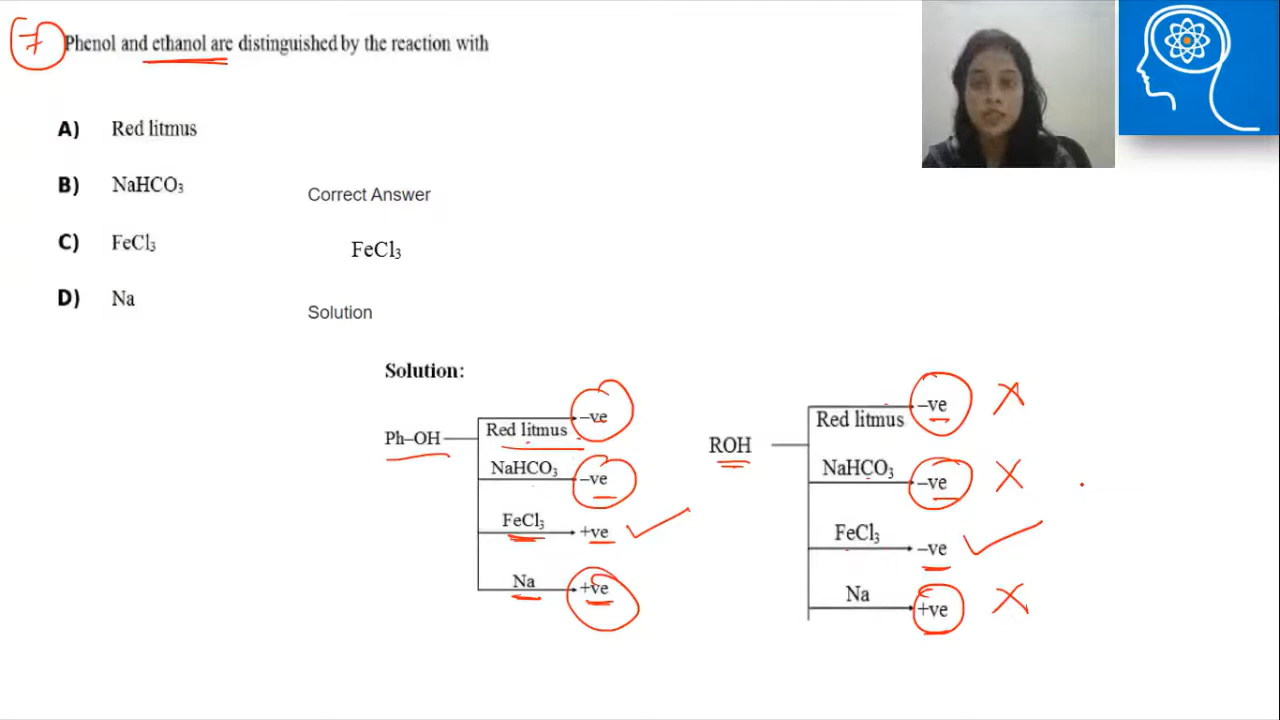 7 Phenol and ethanol are distinguished by the reaction with
A) Red litmus
B) NaHCO₃
C) FeCl₃
D) Na
Correct Answer
FeCl₃
Solution
Solution:
Ph–OH
Red litmus –ve
NaHCO₃ –ve
FeCl₃ +ve
Na +ve
ROH
Red litmus –ve
NaHCO₃ –ve
FeCl₃ –ve
Na +ve